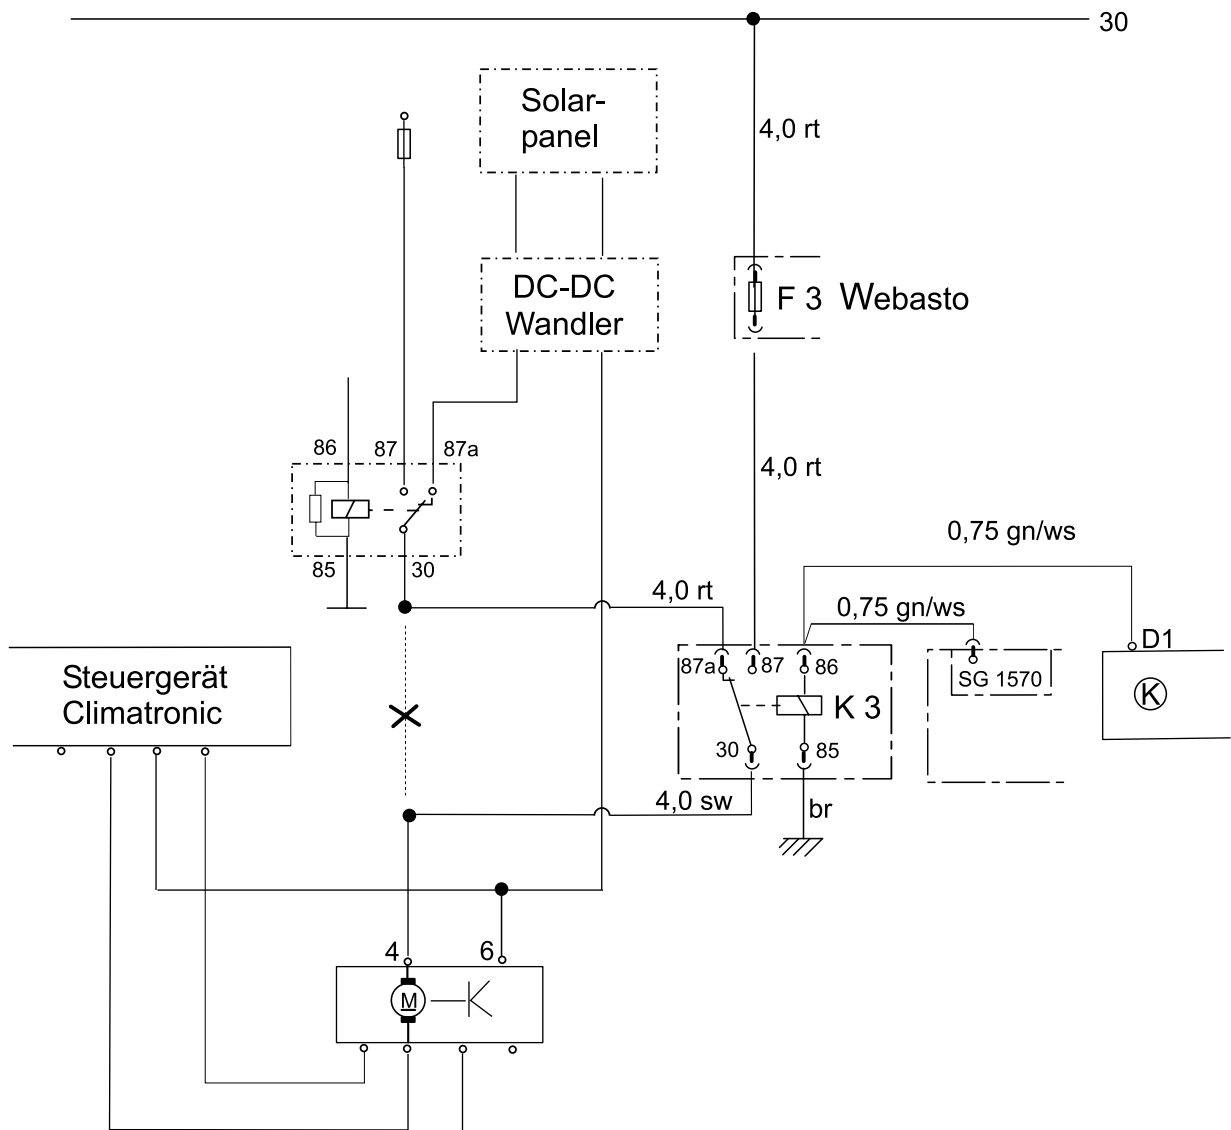 30
Solar-
panel
4,0 rt
DC-DC
Wandler
F 3 Webasto
86 87 87a
4,0 rt
0,75 gn/ws
85 30
4,0 rt
0,75 gn/ws
D1
Steuergerät
Climatronic
87a 87 86
SG 1570
K
K 3
30 85
4,0 sw
br
4 6
M